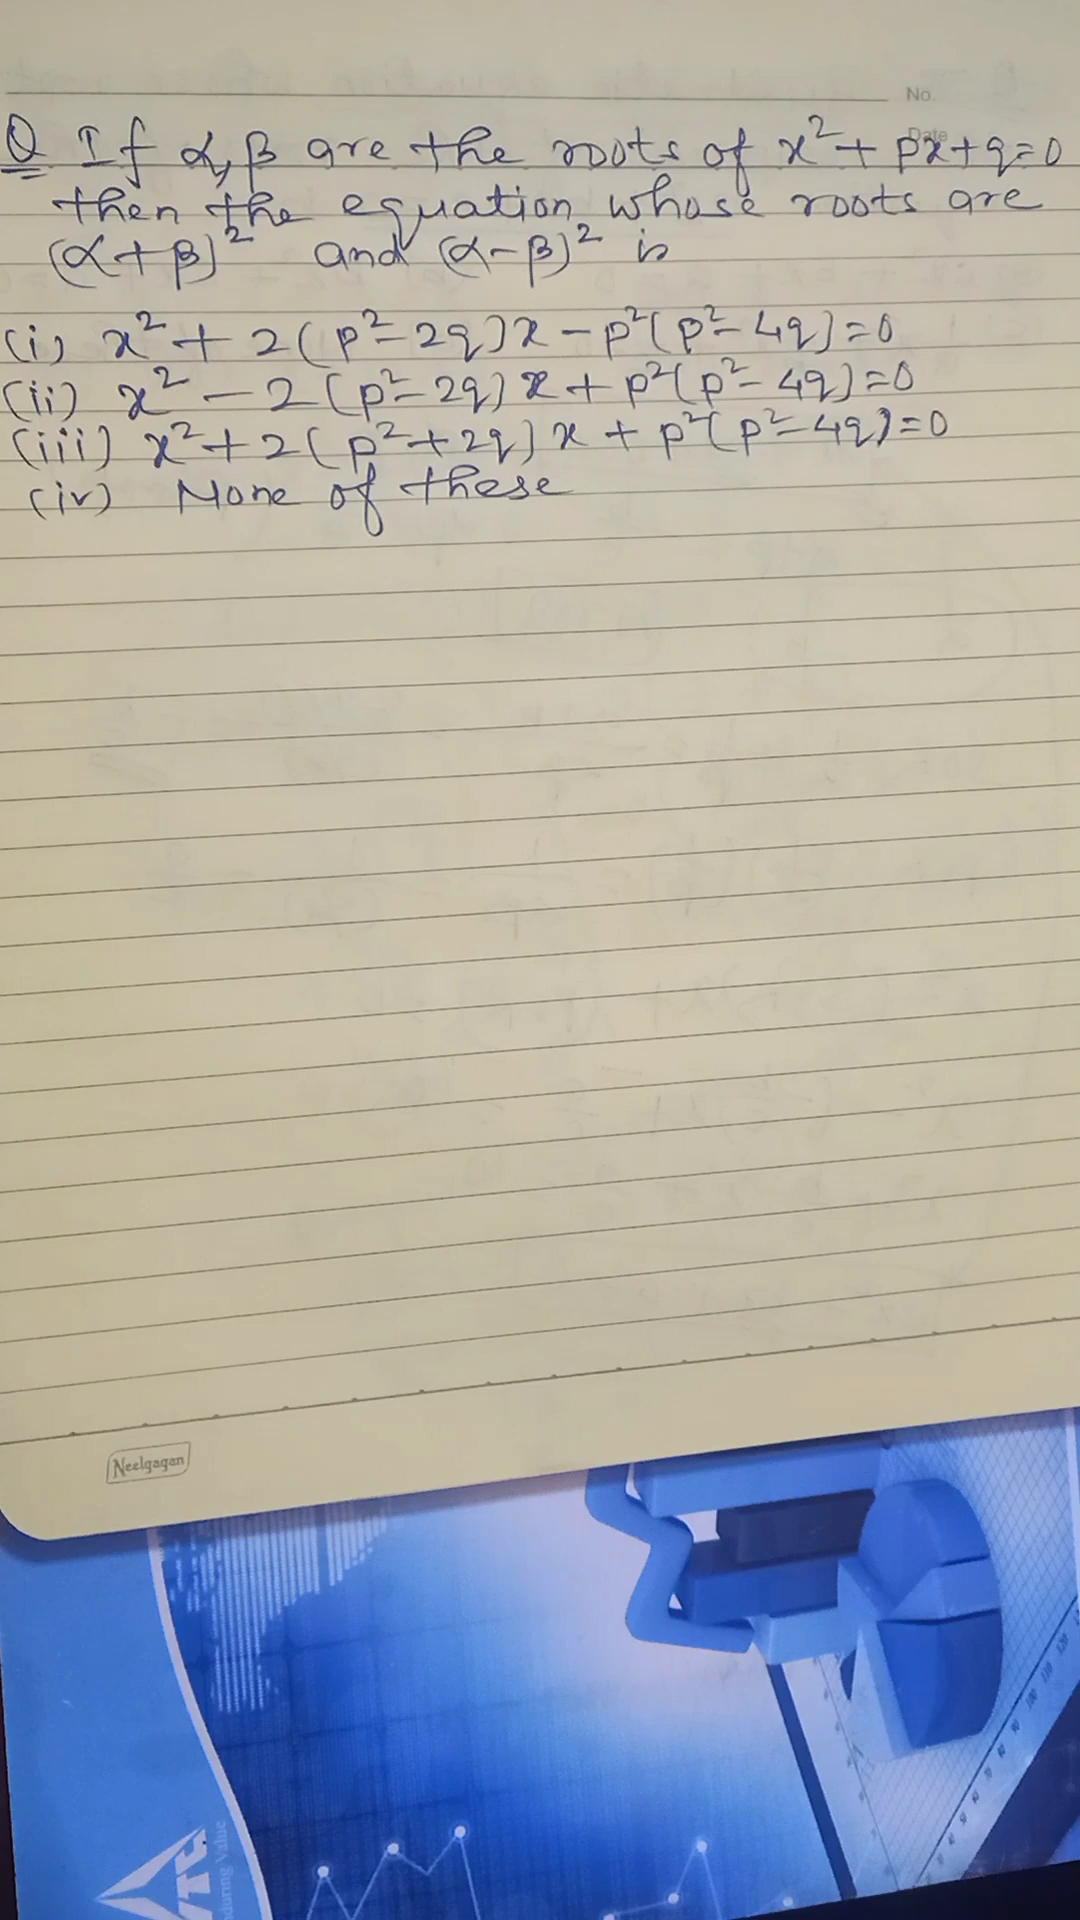 No.
Date
Q If α, β are the roots of x² + px + q = 0
then the equation whose roots are
(α + β)² and (α - β)² is
(i) x² + 2(p² - 2q)x - p²(p² - 4q) = 0
(ii) x² - 2(p² - 2q)x + p²(p² - 4q) = 0
(iii) x² + 2(p² + 2q)x + p²(p² - 4q) = 0
(iv) None of these
Neelgagan